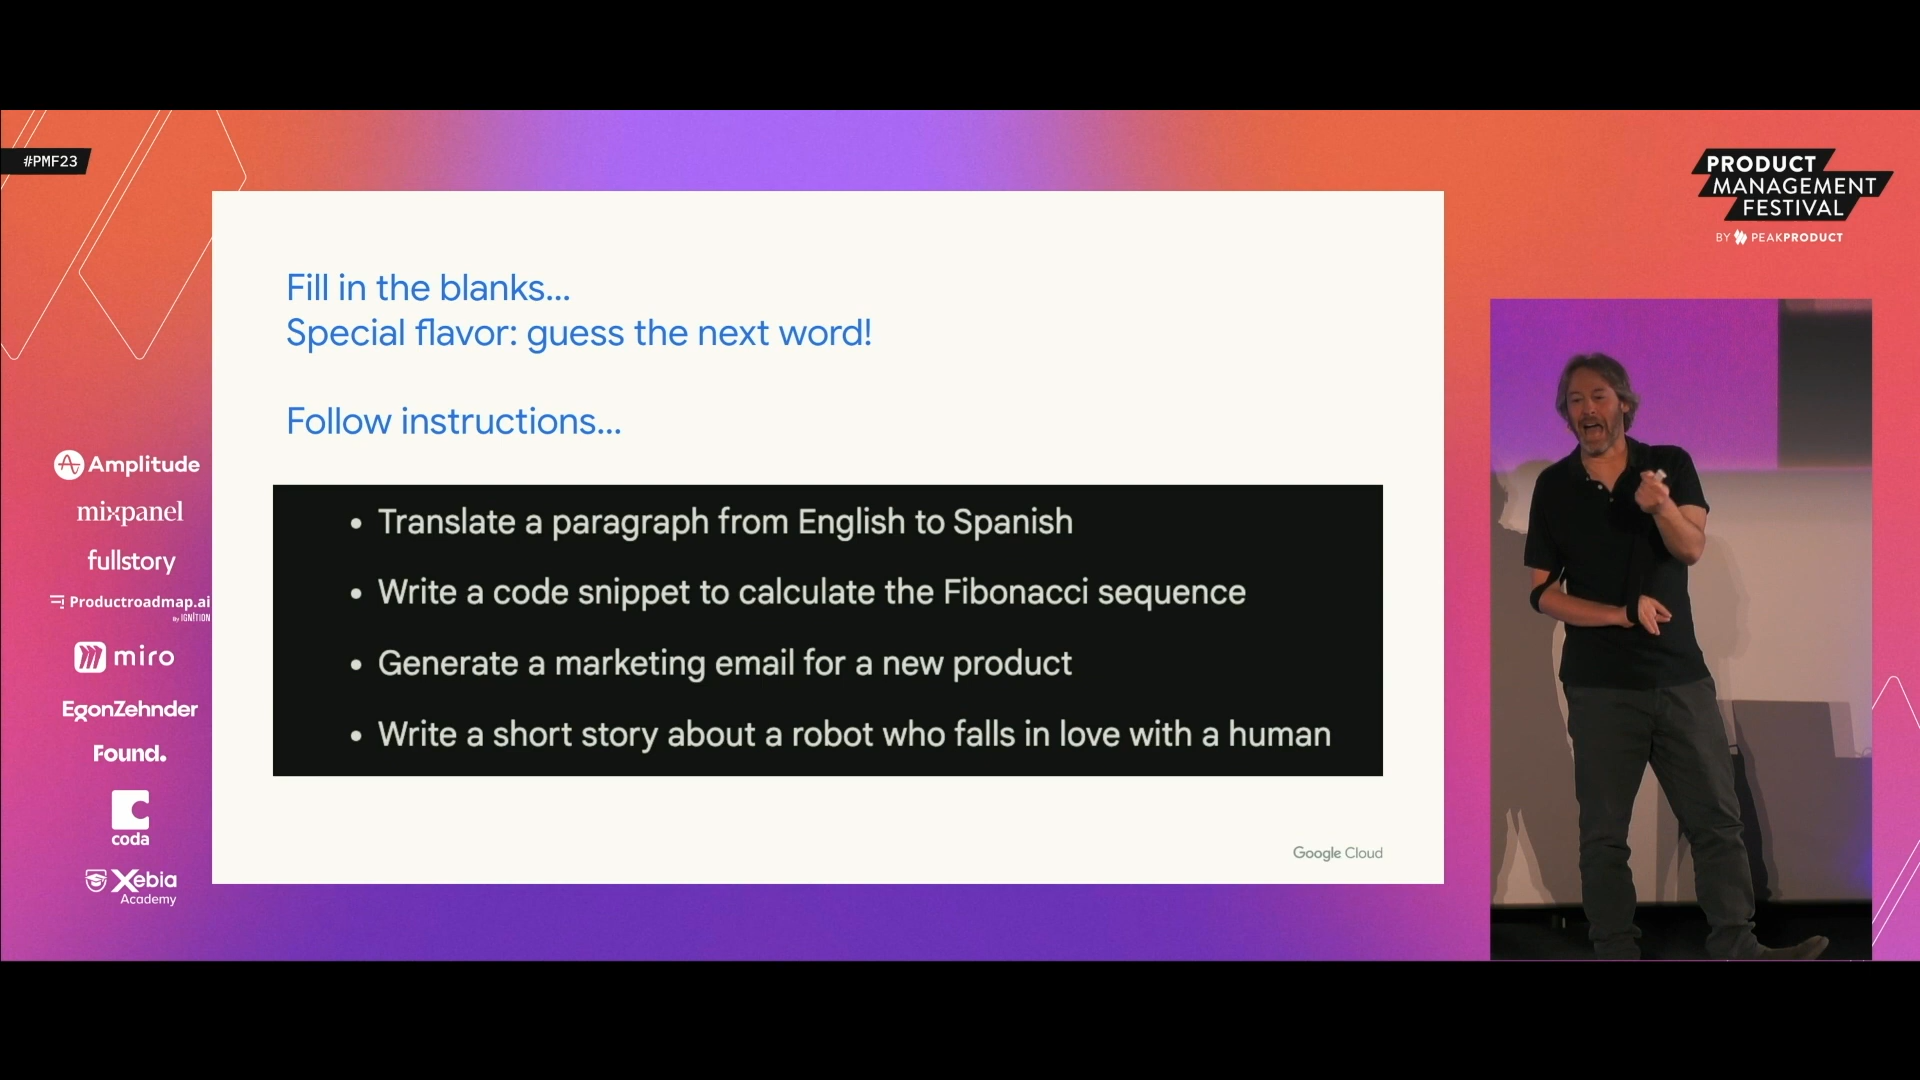 #PMF23
PRODUCT
MANAGEMENT
FESTIVAL
BY PEAKPRODUCT
Fill in the blanks...
Special flavor: guess the next word!
Follow instructions...
• Translate a paragraph from English to Spanish
• Write a code snippet to calculate the Fibonacci sequence
• Generate a marketing email for a new product
• Write a short story about a robot who falls in love with a human
Google Cloud
Amplitude
mixpanel
fullstory
Productroadmap.ai
By IGNITION
miro
EgonZehnder
Found.
coda
Xebia
Academy